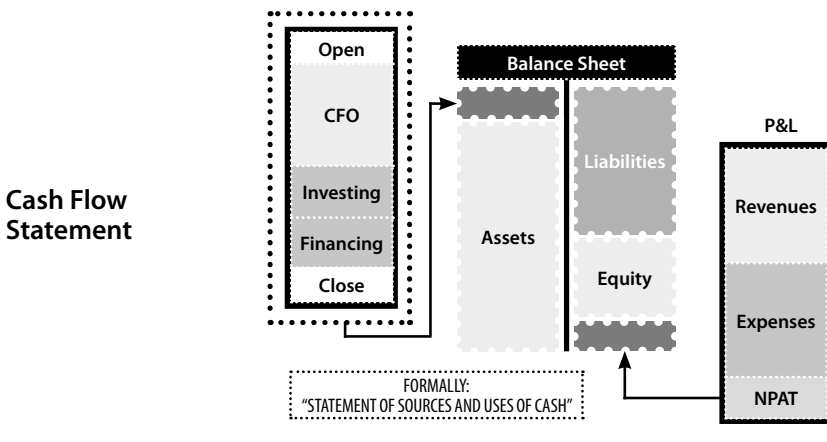 Cash Flow
Statement
Open
CFO
Investing
Financing
Close
Balance Sheet
Assets
Liabilities
Equity
P&L
Revenues
Expenses
NPAT
FORMALLY:
“STATEMENT OF SOURCES AND USES OF CASH”